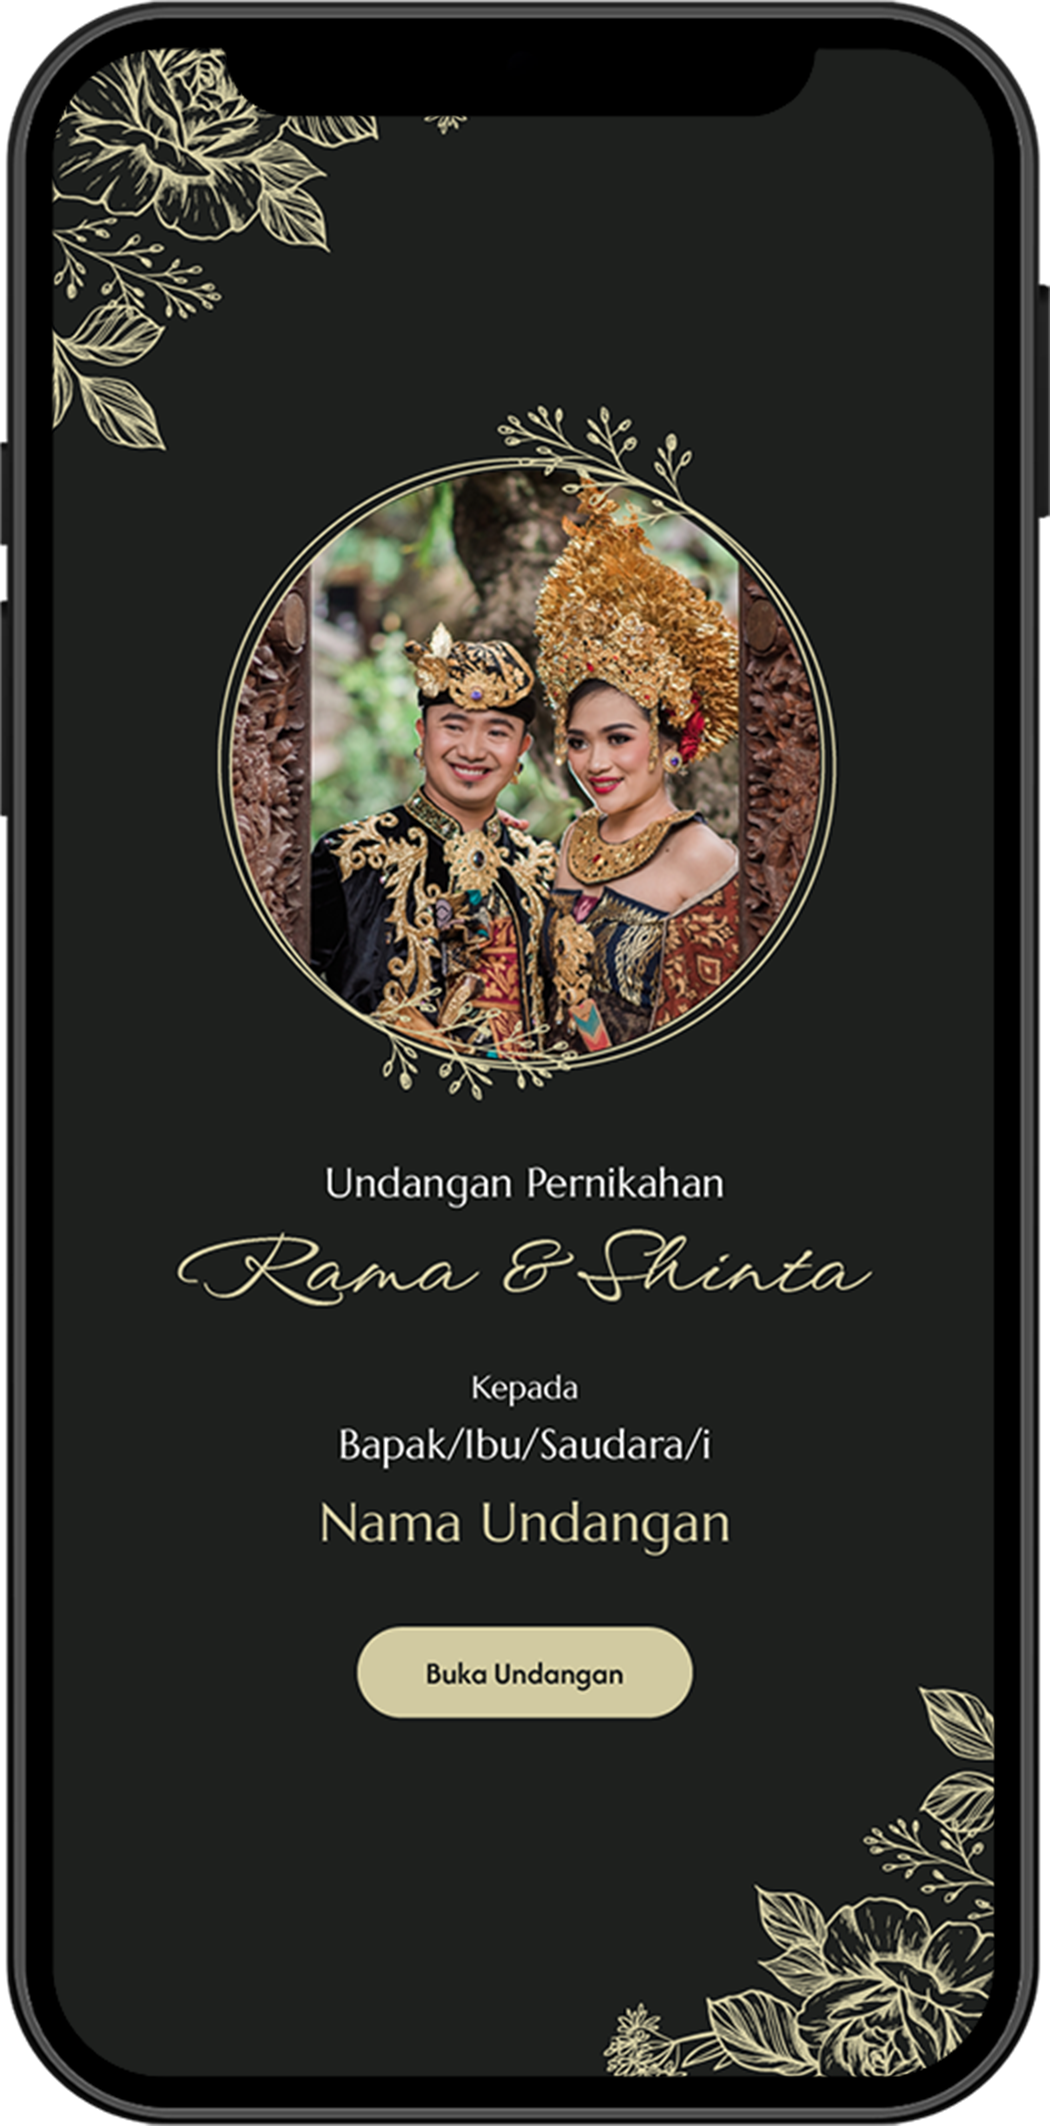 Undangan Pernikahan
Rama & Shinta
Kepada
Bapak/Ibu/Saudara/i
Nama Undangan
Buka Undangan